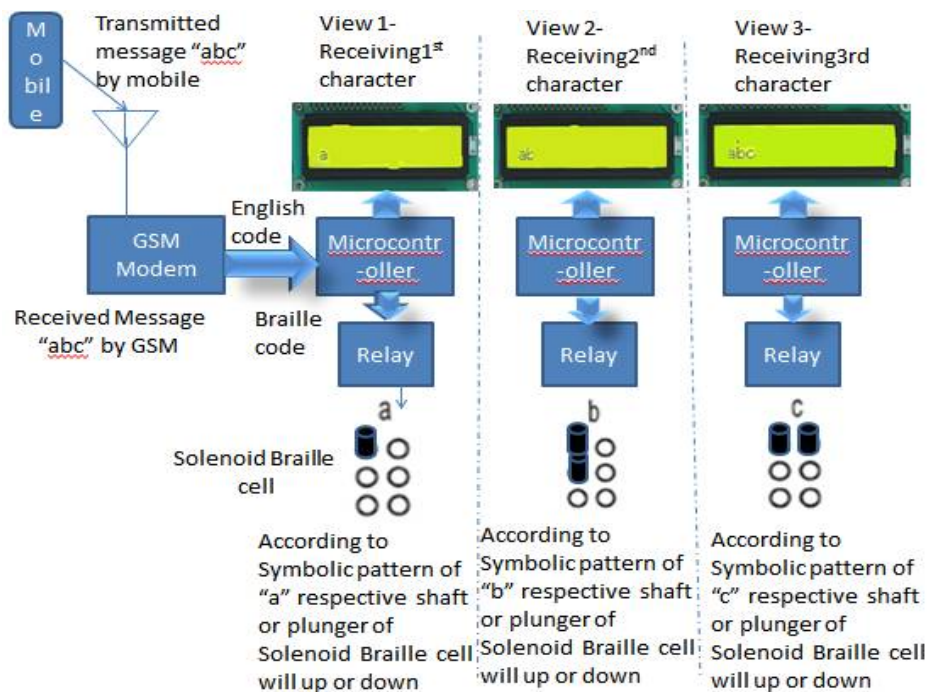 M
o
bil
e
Transmitted
message “abc”
by mobile
View 1-
Receiving1st
character
View 2-
Receiving2nd
character
View 3-
Receiving3rd
character
a
ab
abc
GSM
Modem
English
code
Microcontr
-oller
Microcontr
-oller
Microcontr
-oller
Received Message
“abc” by GSM
Braille
code
Relay
Relay
Relay
a
b
c
Solenoid Braille
cell
According to
Symbolic pattern of
“a” respective shaft
or plunger of
Solenoid Braille cell
will up or down
According to
Symbolic pattern of
“b” respective shaft
or plunger of
Solenoid Braille cell
will up or down
According to
Symbolic pattern of
“c” respective shaft
or plunger of
Solenoid Braille cell
will up or down